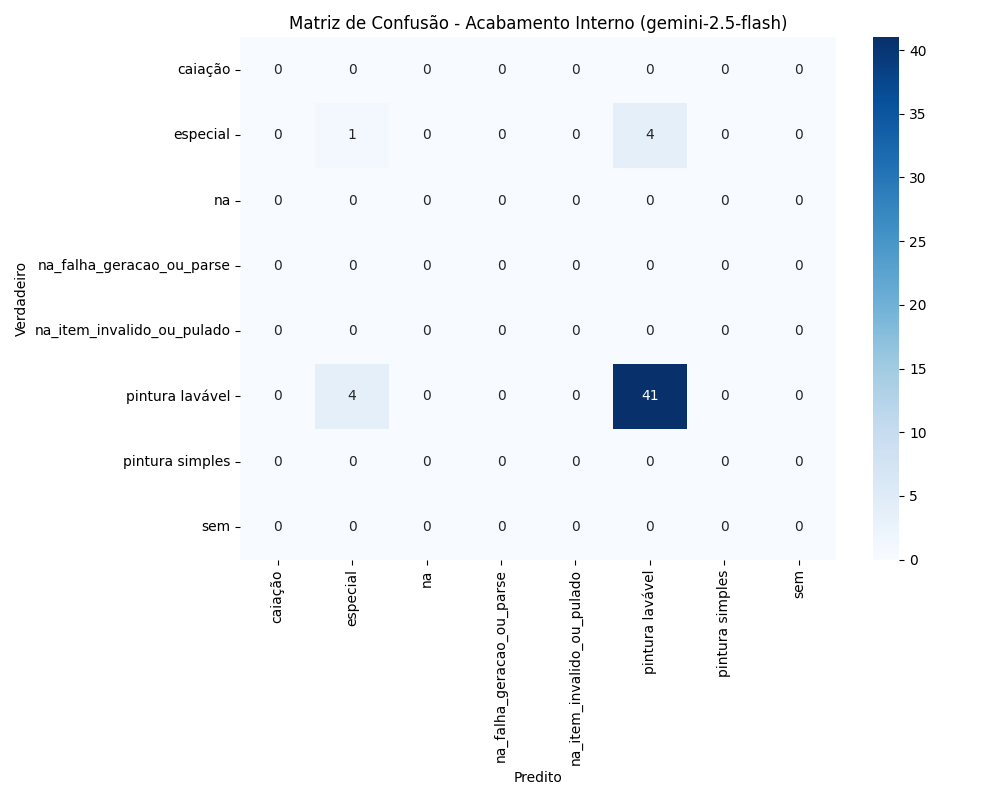 Matriz de Confusão - Acabamento Interno (gemini-2.5-flash)
caiação 0 0 0 0 0 0 0 0
especial 0 1 0 0 0 4 0 0
na 0 0 0 0 0 0 0 0
na_falha_geracao_ou_parse 0 0 0 0 0 0 0 0
na_item_invalido_ou_pulado 0 0 0 0 0 0 0 0
pintura lavável 0 4 0 0 0 41 0 0
pintura simples 0 0 0 0 0 0 0 0
sem 0 0 0 0 0 0 0 0
Verdadeiro
caiação
especial
na
na_falha_geracao_ou_parse
na_item_invalido_ou_pulado
pintura lavável
pintura simples
sem
Predito
40
35
30
25
20
15
10
5
0